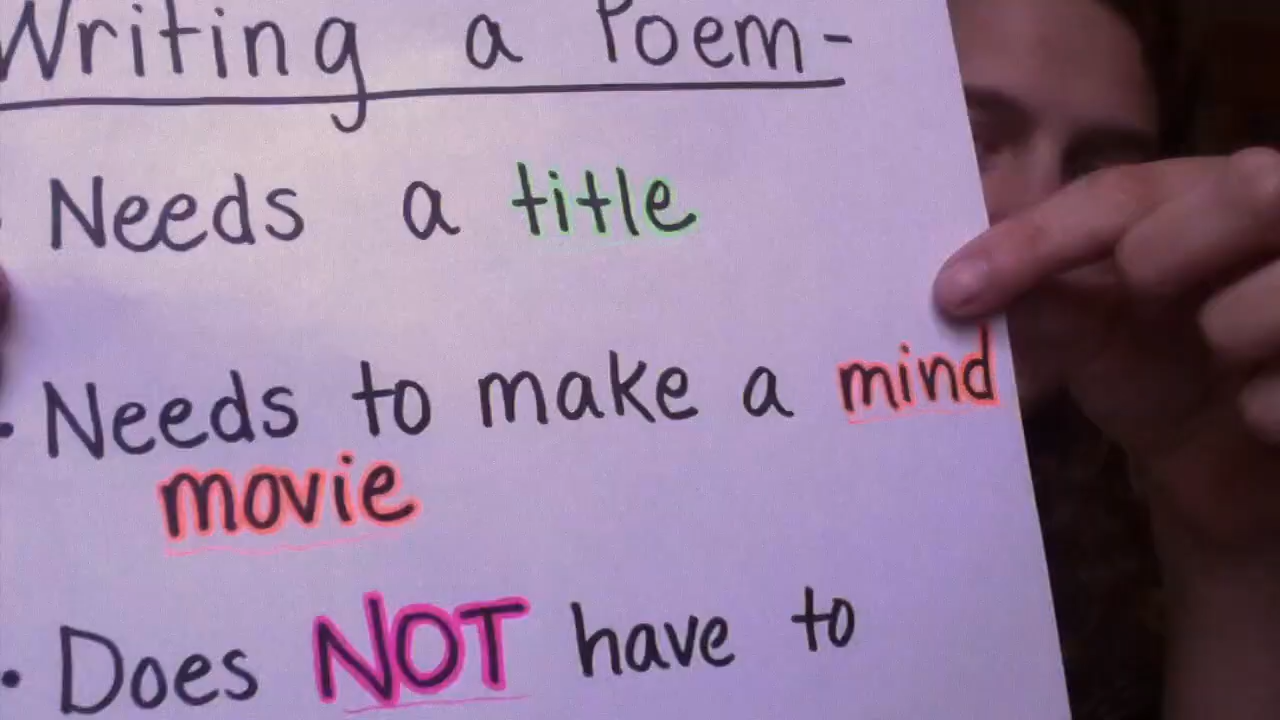 Writing a Poem-
Needs a title
• Needs to make a mind
movie
• Does NOT have to